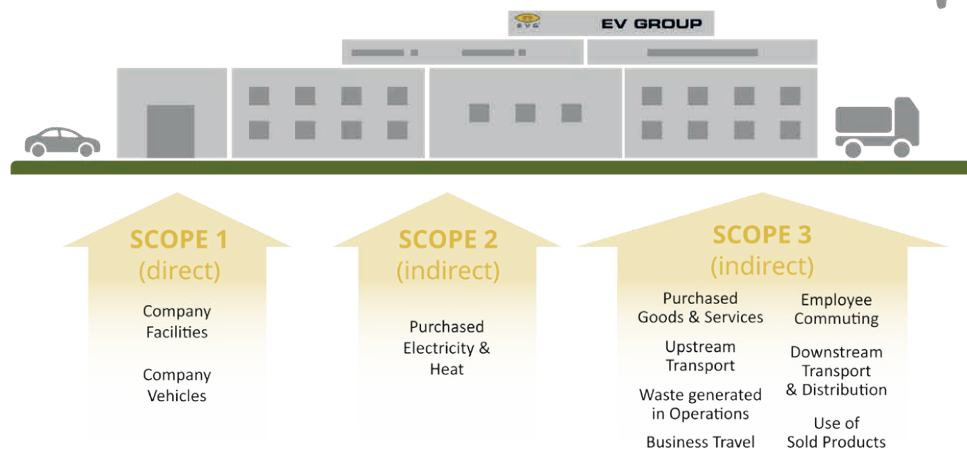 EVG
EV GROUP
SCOPE 1
(direct)
Company
Facilities
Company
Vehicles
SCOPE 2
(indirect)
Purchased
Electricity &
Heat
SCOPE 3
(indirect)
Purchased
Goods & Services
Upstream
Transport
Waste generated
in Operations
Business Travel
Employee
Commuting
Downstream
Transport
& Distribution
Use of
Sold Products